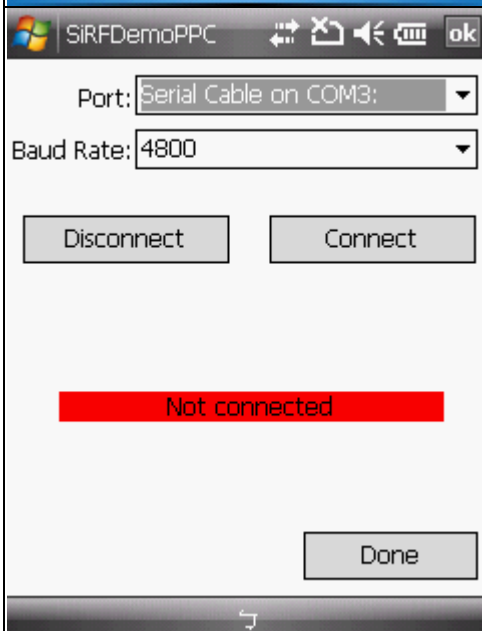 SiRFDemoPPC ok
Port: Serial Cable on COM3:
Baud Rate: 4800
Disconnect Connect
Not connected
Done